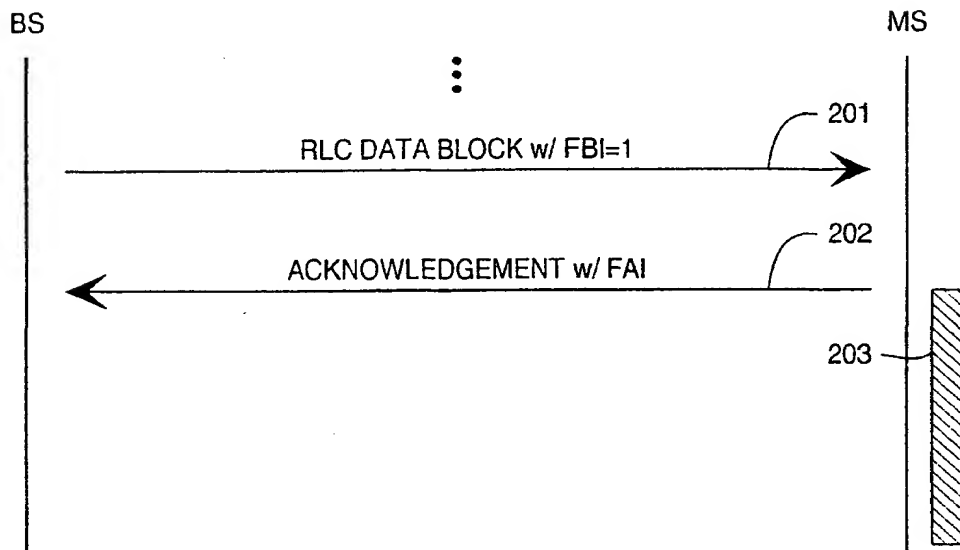 BS
MS
201
RLC DATA BLOCK w/ FBI=1
202
ACKNOWLEDGEMENT w/ FAI
203